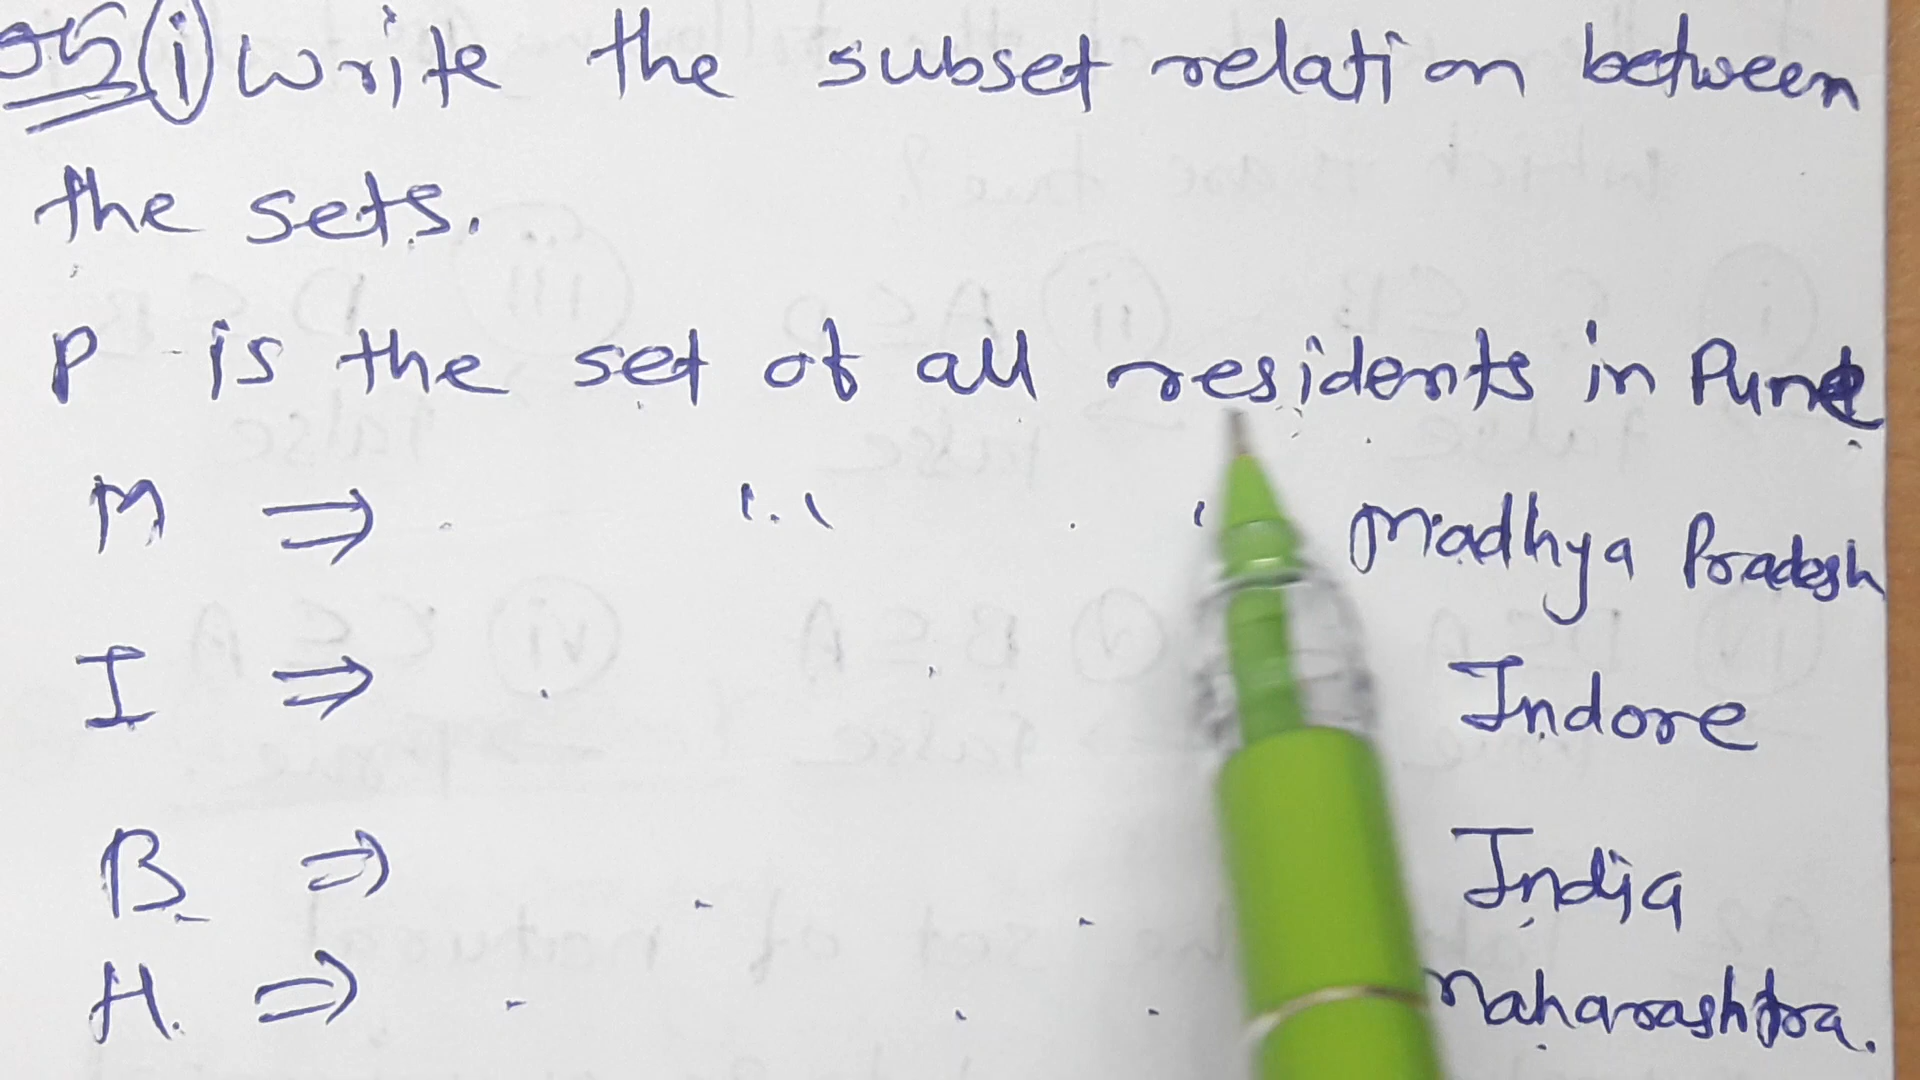 (i) Write the subset relation between
the sets.
P is the set of all residents in Pune
M ⇒ " " Madhya Pradesh
I ⇒ Indore
B ⇒ India
H ⇒ Maharashtra.